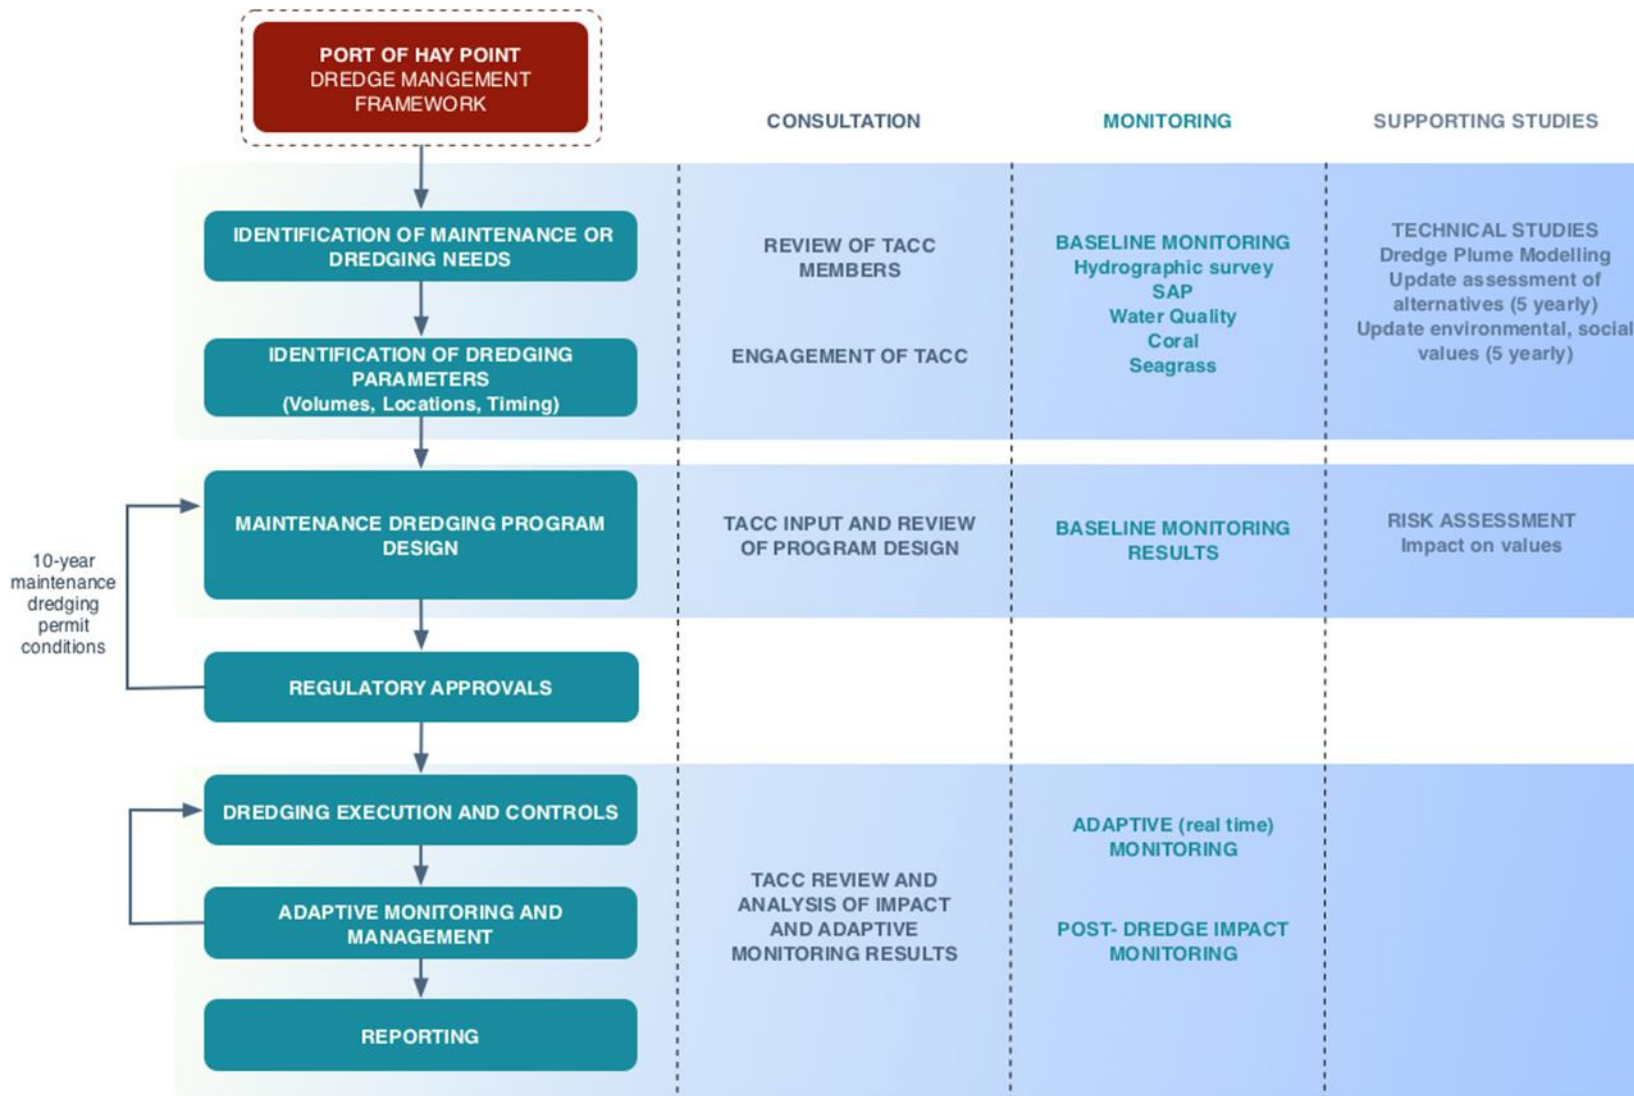 PORT OF HAY POINT
DREDGE MANGEMENT
FRAMEWORK
CONSULTATION
MONITORING
SUPPORTING STUDIES
IDENTIFICATION OF MAINTENANCE OR
DREDGING NEEDS
REVIEW OF TACC
MEMBERS
BASELINE MONITORING
Hydrographic survey
SAP
Water Quality
Coral
Seagrass
TECHNICAL STUDIES
Dredge Plume Modelling
Update assessment of
alternatives (5 yearly)
Update environmental, social
values (5 yearly)
IDENTIFICATION OF DREDGING
PARAMETERS
(Volumes, Locations, Timing)
ENGAGEMENT OF TACC
MAINTENANCE DREDGING PROGRAM
DESIGN
TACC INPUT AND REVIEW
OF PROGRAM DESIGN
BASELINE MONITORING
RESULTS
RISK ASSESSMENT
Impact on values
10-year
maintenance
dredging
permit
conditions
REGULATORY APPROVALS
DREDGING EXECUTION AND CONTROLS
ADAPTIVE (real time)
MONITORING
ADAPTIVE MONITORING AND
MANAGEMENT
TACC REVIEW AND
ANALYSIS OF IMPACT
AND ADAPTIVE
MONITORING RESULTS
POST- DREDGE IMPACT
MONITORING
REPORTING